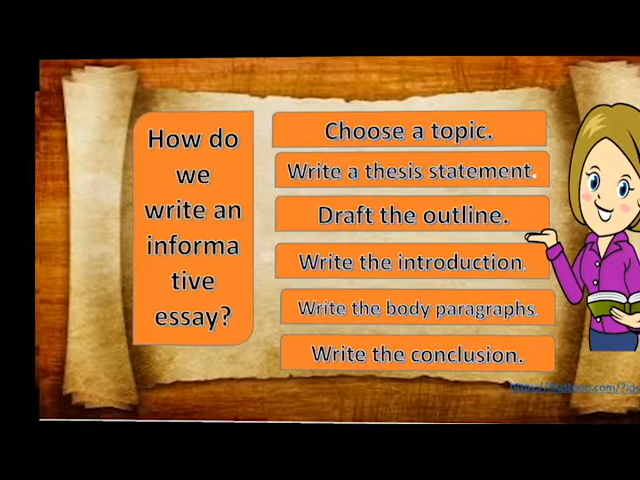 How do
we
write an
informa
tive
essay?
Choose a topic.
Write a thesis statement.
Draft the outline.
Write the introduction.
Write the body paragraphs.
Write the conclusion.